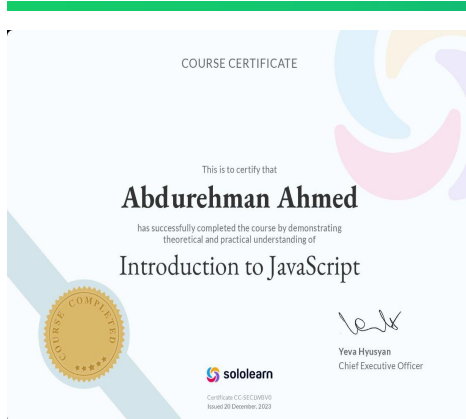 COURSE CERTIFICATE
This is to certify that
Abdurehman Ahmed
has successfully completed the course by demonstrating
theoretical and practical understanding of
Introduction to JavaScript
COURSE COMPLETED
Yeva Hyusyan
Chief Executive Officer
sololearn
Certificate
Issued 20 December, 2023